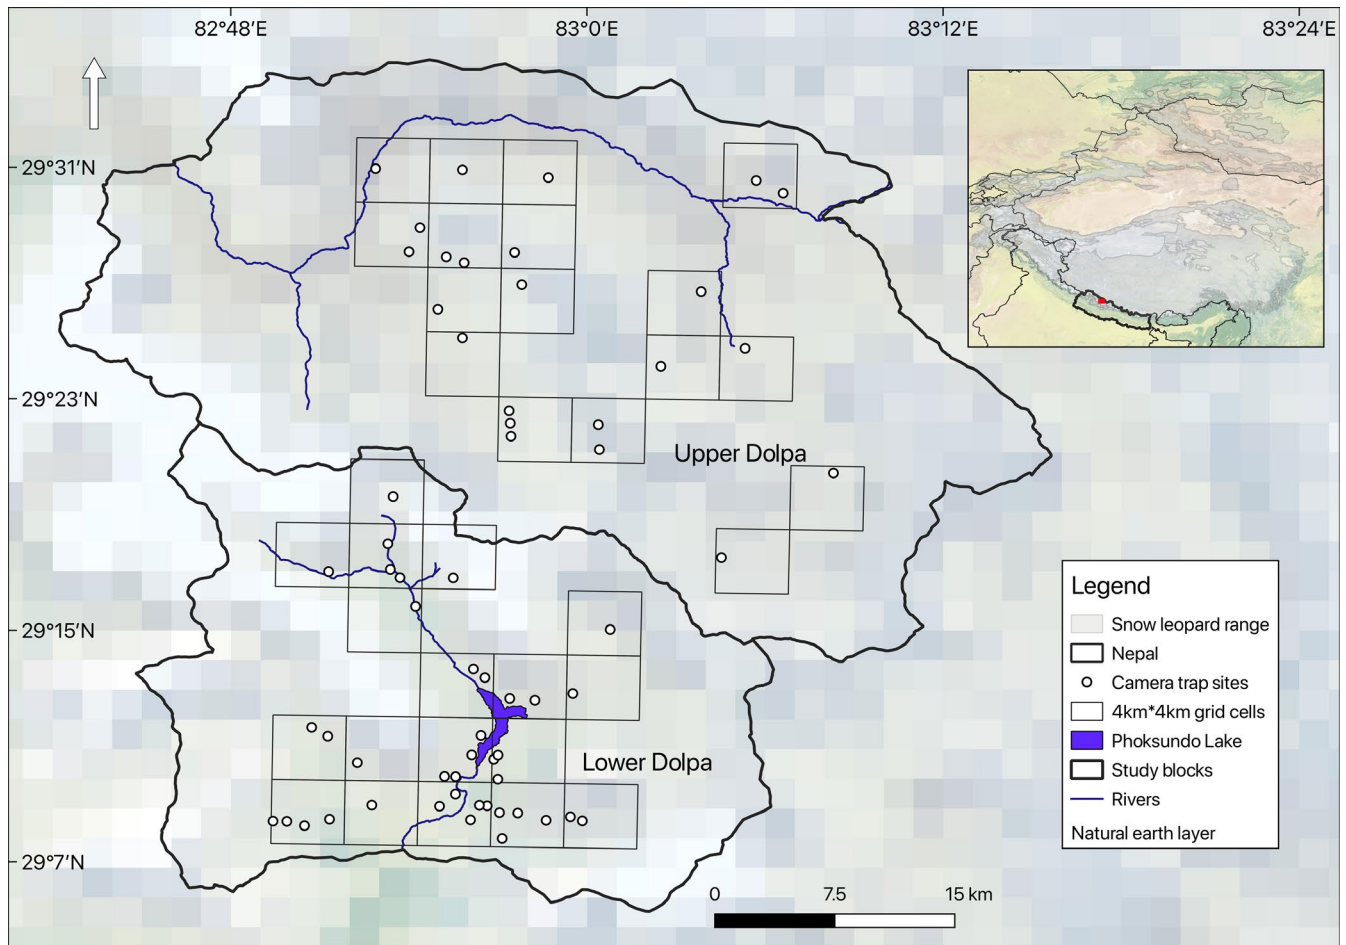 82°48′E 83°0′E 83°12′E 83°24′E
29°31′N
29°23′N
Upper Dolpa
29°15′N
Legend
Snow leopard range
Nepal
Camera trap sites
4km*4km grid cells
Phoksundo Lake
Study blocks
Rivers
Natural earth layer
Lower Dolpa
29°7′N
0 7.5 15 km